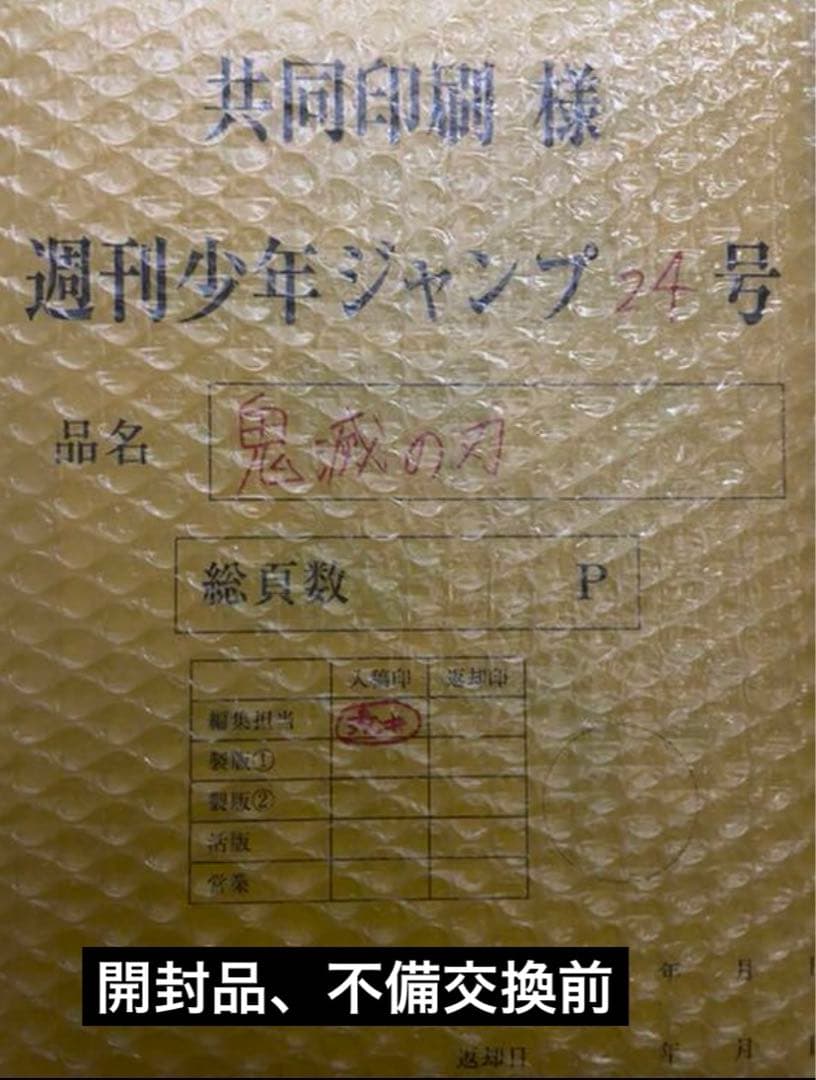 共同印刷 様
週刊少年ジャンプ 24 号
品名 鬼滅の刃
総頁数 P
入稿印 返却印
編集担当
製版①
製版②
活版
営業
年 月
開封品、不備交換前
返却日 年 月